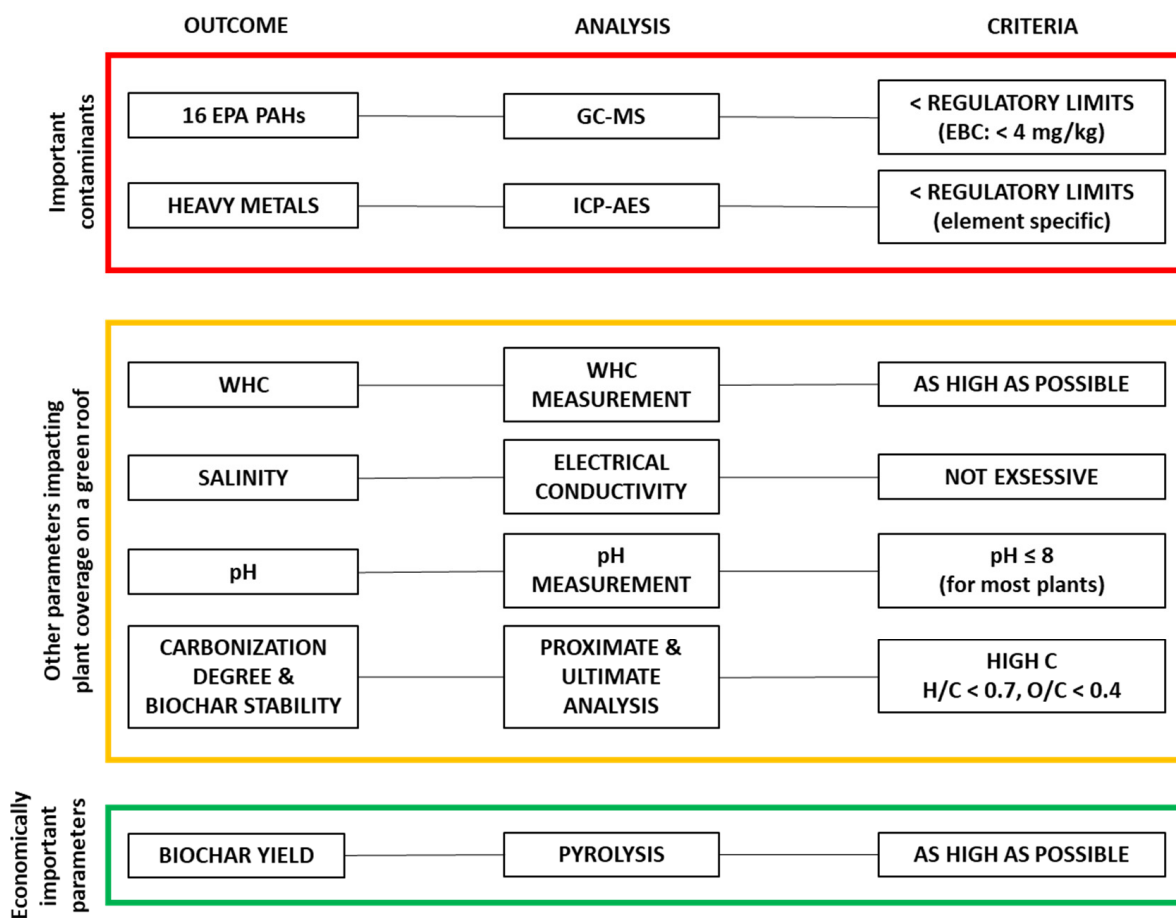 OUTCOME
ANALYSIS
CRITERIA
Important
contaminants
16 EPA PAHs
GC-MS
< REGULATORY LIMITS
(EBC: < 4 mg/kg)
HEAVY METALS
ICP-AES
< REGULATORY LIMITS
(element specific)
Other parameters impacting
plant coverage on a green roof
WHC
WHC
MEASUREMENT
AS HIGH AS POSSIBLE
SALINITY
ELECTRICAL
CONDUCTIVITY
NOT EXSESSIVE
pH
pH
MEASUREMENT
pH ≤ 8
(for most plants)
CARBONIZATION
DEGREE &
BIOCHAR STABILITY
PROXIMATE &
ULTIMATE
ANALYSIS
HIGH C
H/C < 0.7, O/C < 0.4
Economically
important
parameters
BIOCHAR YIELD
PYROLYSIS
AS HIGH AS POSSIBLE